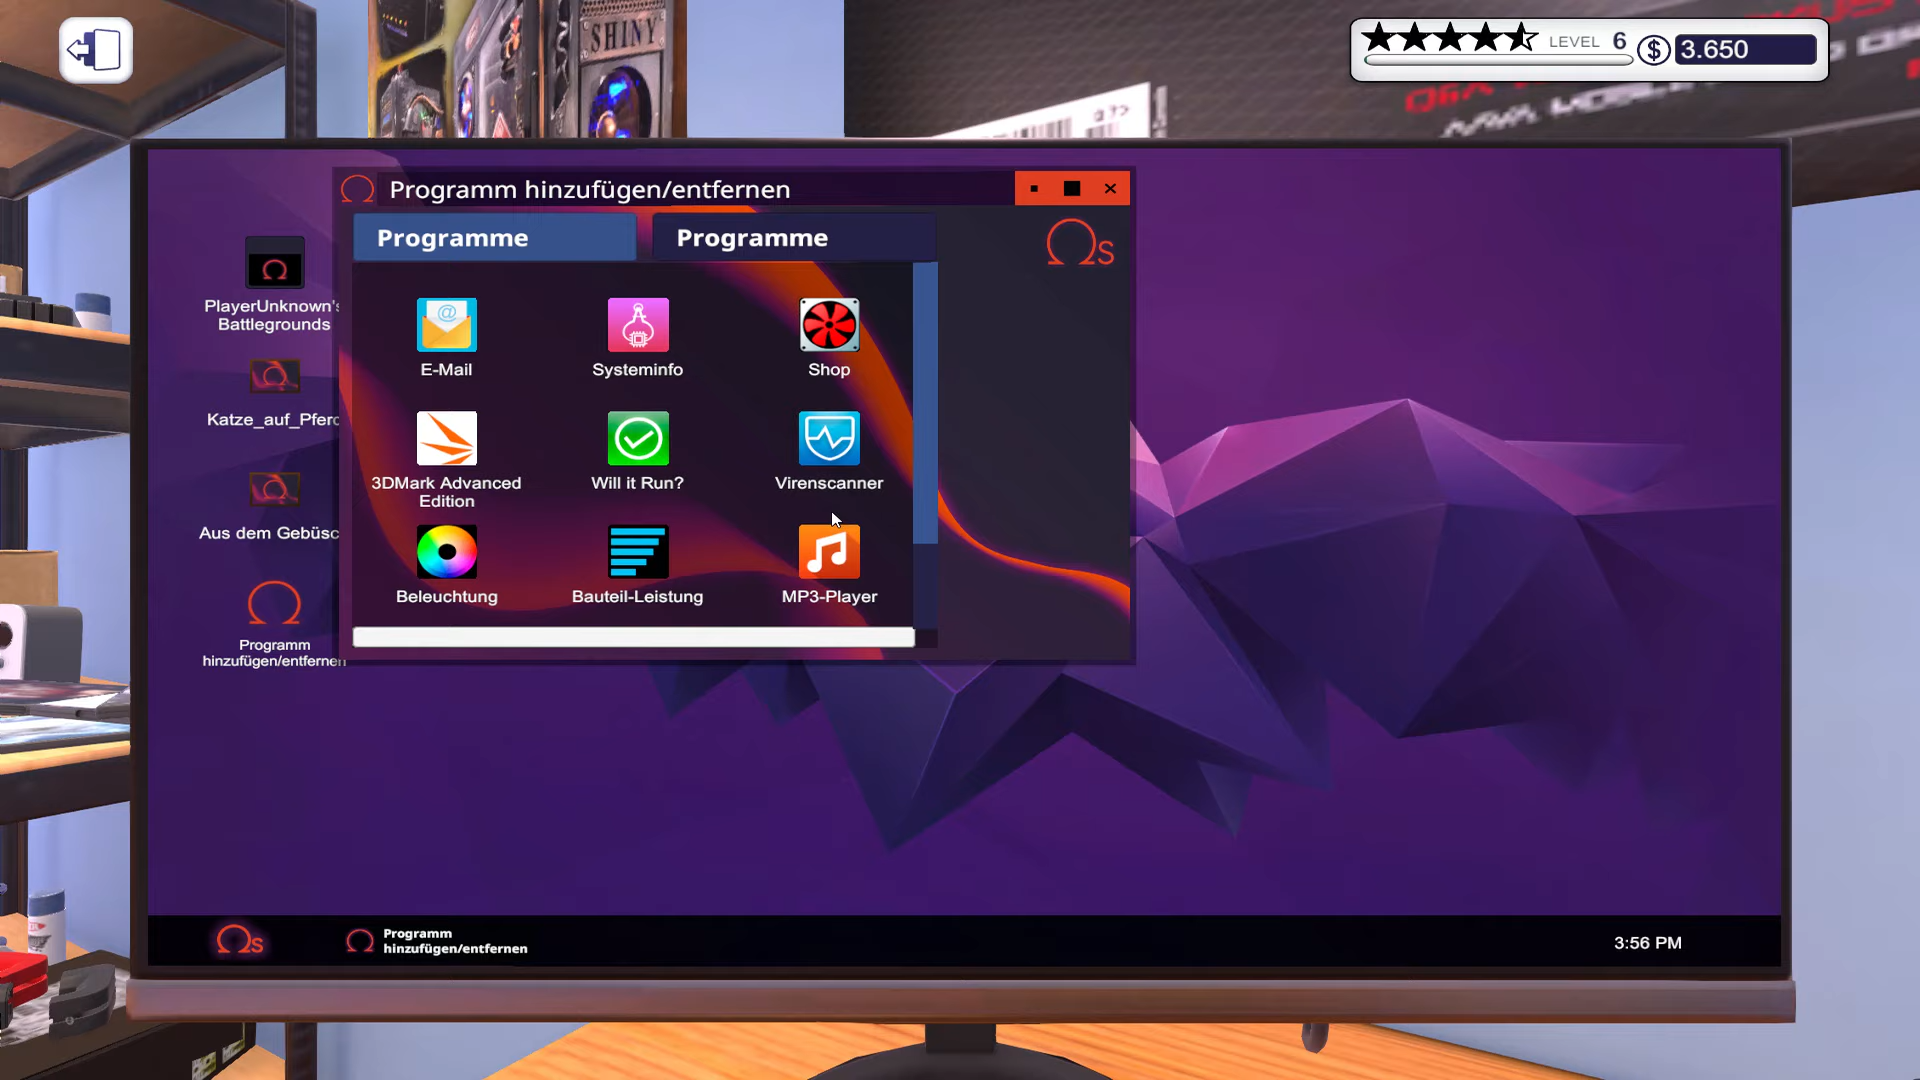 SHINY
LEVEL 6
3.650
Programm hinzufügen/entfernen
Programme
Programme
E-Mail
Systeminfo
Shop
3DMark Advanced
Edition
Will it Run?
Virenscanner
Beleuchtung
Bauteil-Leistung
MP3-Player
PlayerUnknown's
Battlegrounds
Katze_auf_Pferd
Aus dem Gebüsc
Programm
hinzufügen/entfernen
Programm
hinzufügen/entfernen
3:56 PM